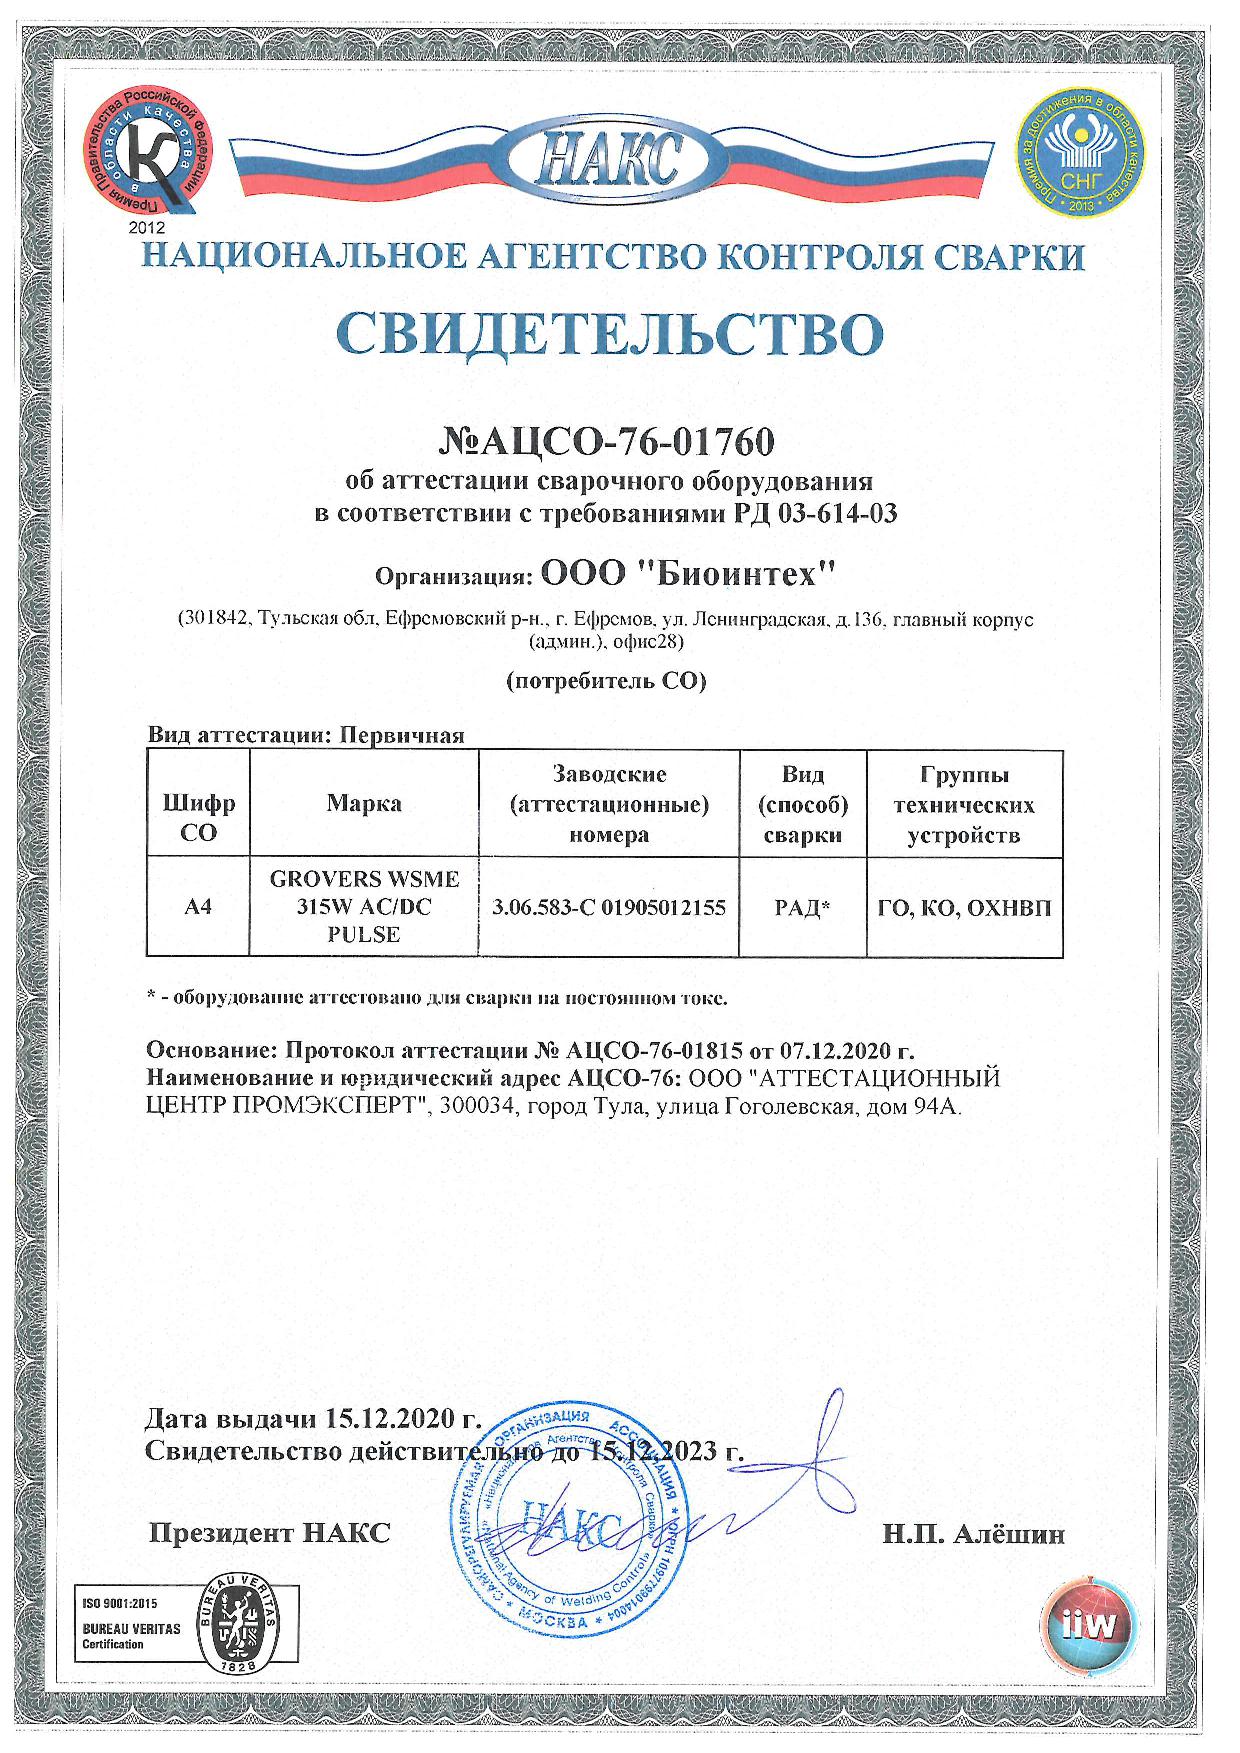 Премия Правительства Российской Федерации
в области качества
2012
НАКС
Премия за достижения в области качества
СНГ
• 2013 •
НАЦИОНАЛЬНОЕ АГЕНТСТВО КОНТРОЛЯ СВАРКИ
СВИДЕТЕЛЬСТВО
№АЦСО-76-01760
об аттестации сварочного оборудования
в соответствии с требованиями РД 03-614-03
Организация: ООО "Биоинтех"
(301842, Тульская обл, Ефремовский р-н., г. Ефремов, ул. Ленинградская, д.136, главный корпус
(админ.), офис28)
(потребитель СО)
Вид аттестации: Первичная
Шифр СО
Марка
Заводские (аттестационные) номера
Вид (способ) сварки
Группы технических устройств
А4
GROVERS WSME 315W AC/DC PULSE
3.06.583-С 01905012155
РАД*
ГО, КО, ОХНВП
* - оборудование аттестовано для сварки на постоянном токе.
Основание: Протокол аттестации № АЦСО-76-01815 от 07.12.2020 г.
Наименование и юридический адрес АЦСО-76: ООО "АТТЕСТАЦИОННЫЙ
ЦЕНТР ПРОМЭКСПЕРТ", 300034, город Тула, улица Гоголевская, дом 94А.
Дата выдачи 15.12.2020 г.
Свидетельство действительно до 15.12.2023 г.
САМОРЕГУЛИРУЕМАЯ ОРГАНИЗАЦИЯ АССОЦИАЦИЯ * ОГРН 1097799014004 * МОСКВА *
«Национальное Агентство Контроля Сварки»
«National Agency of Welding Control»
НАКС
Президент НАКС
Н.П. Алёшин
ISO 9001:2015
BUREAU VERITAS
Certification
BUREAU VERITAS
1828
iiw